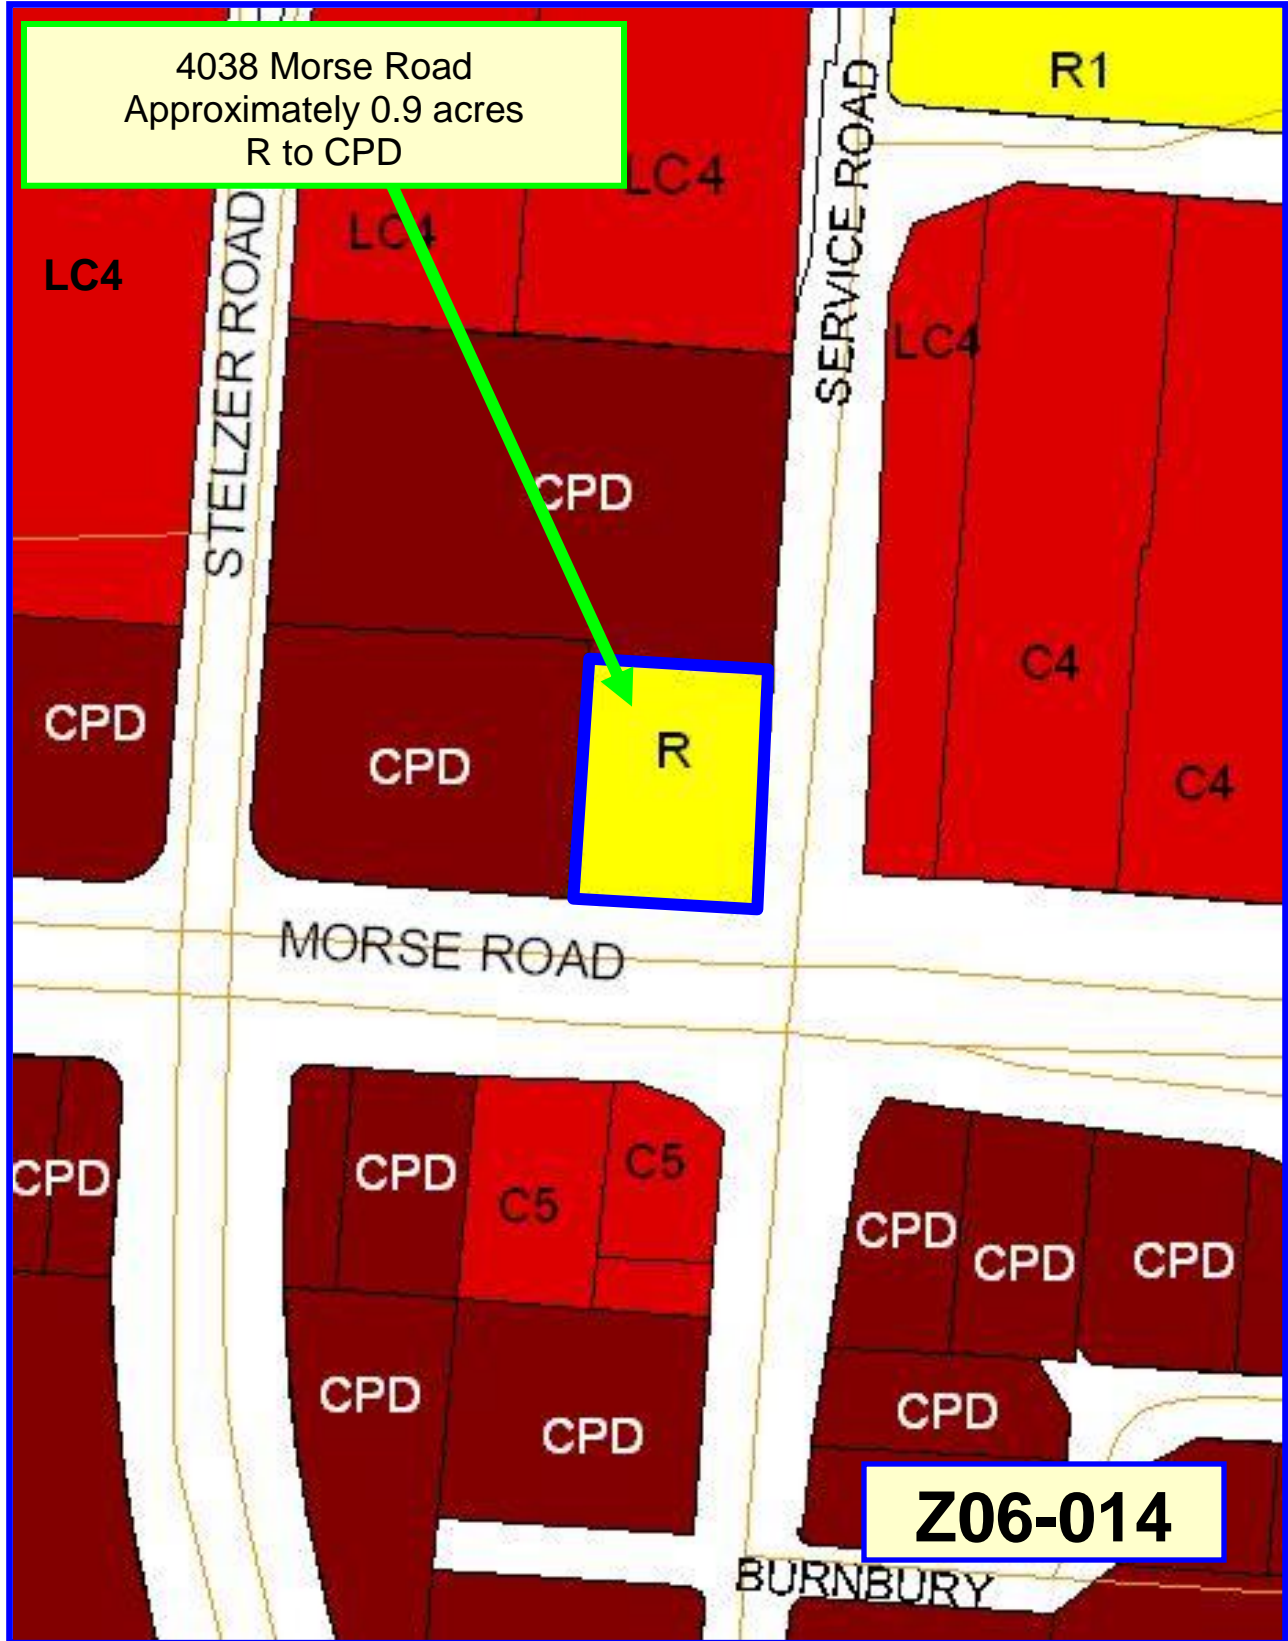 4038 Morse Road
Approximately 0.9 acres
R to CPD
R1
LC4
LC4
LC4
STELZER ROAD
SERVICE ROAD
LC4
CPD
C4
CPD
CPD
R
C4
MORSE ROAD
CPD
CPD
C5
C5
CPD
CPD
CPD
CPD
CPD
CPD
Z06-014
BURNBURY